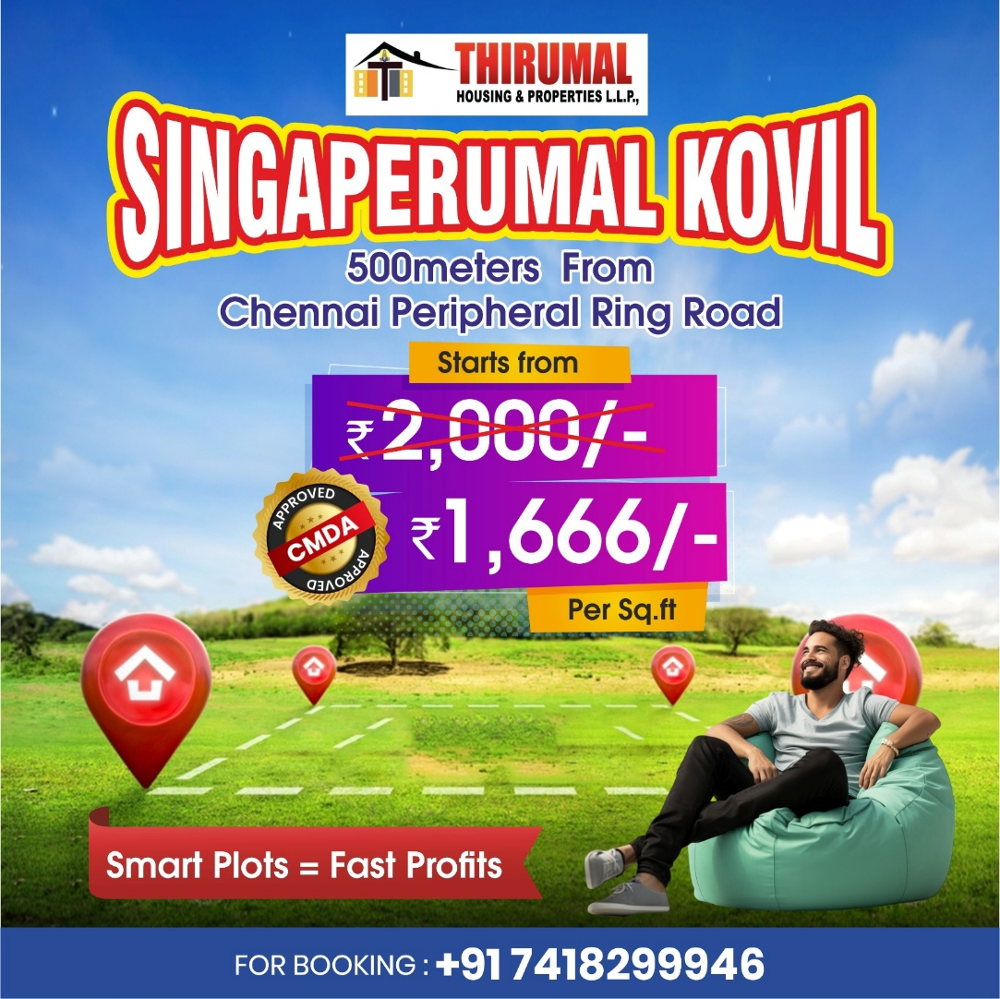 THIRUMAL
HOUSING & PROPERTIES L.L.P.,
SINGAPERUMAL KOVIL
500meters From
Chennai Peripheral Ring Road
Starts from
₹2,000/-
APPROVED
CMDA
APPROVED
₹1,666/-
Per Sq.ft
Smart Plots = Fast Profits
FOR BOOKING : +91 7418299946